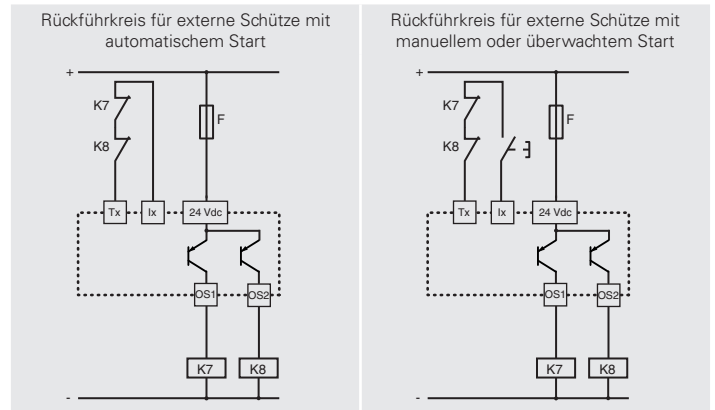 Rückführkreis für externe Schütze mit
automatischem Start
+
K7
F
K8
Tx
Ix
24 Vdc
OS1
OS2
K7
K8
-
Rückführkreis für externe Schütze mit
manuellem oder überwachtem Start
+
K7
F
K8
Tx
Ix
24 Vdc
OS1
OS2
K7
K8
-